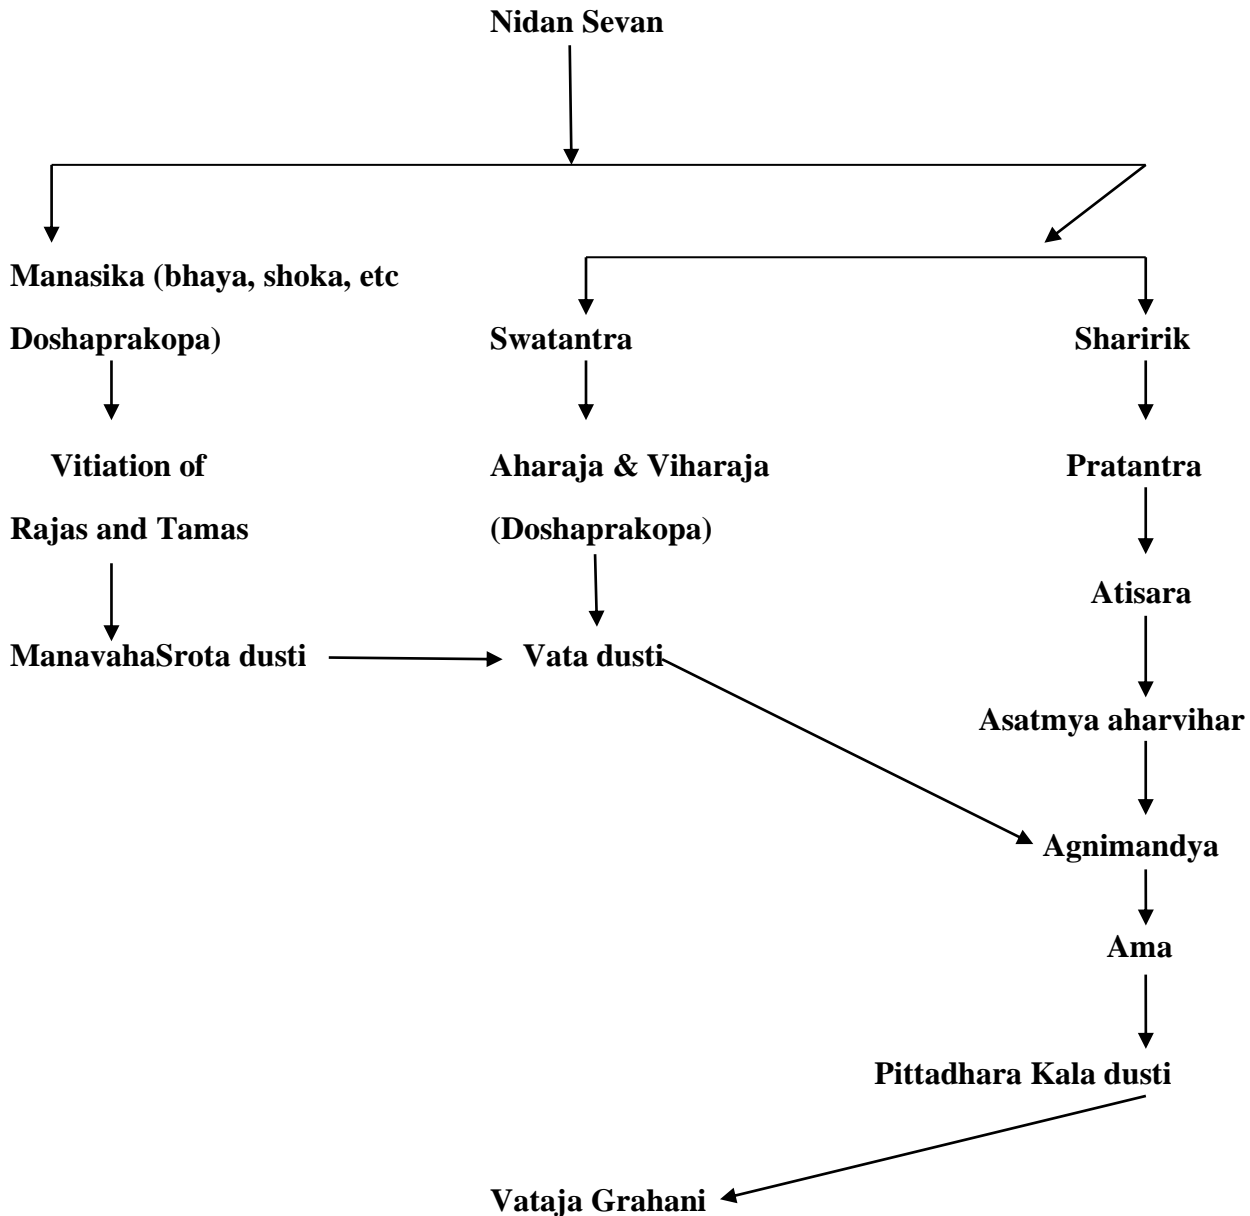 Nidan Sevan
Manasika (bhaya, shoka, etc
Doshaprakopa)
Swatantra
Sharirik
Vitiation of
Aharaja & Viharaja
Pratantra
Rajas and Tamas
(Doshaprakopa)
Atisara
ManavahaSrota dusti
Vata dusti
Asatmya aharvihar
Agnimandya
Ama
Pittadhara Kala dusti
Vataja Grahani